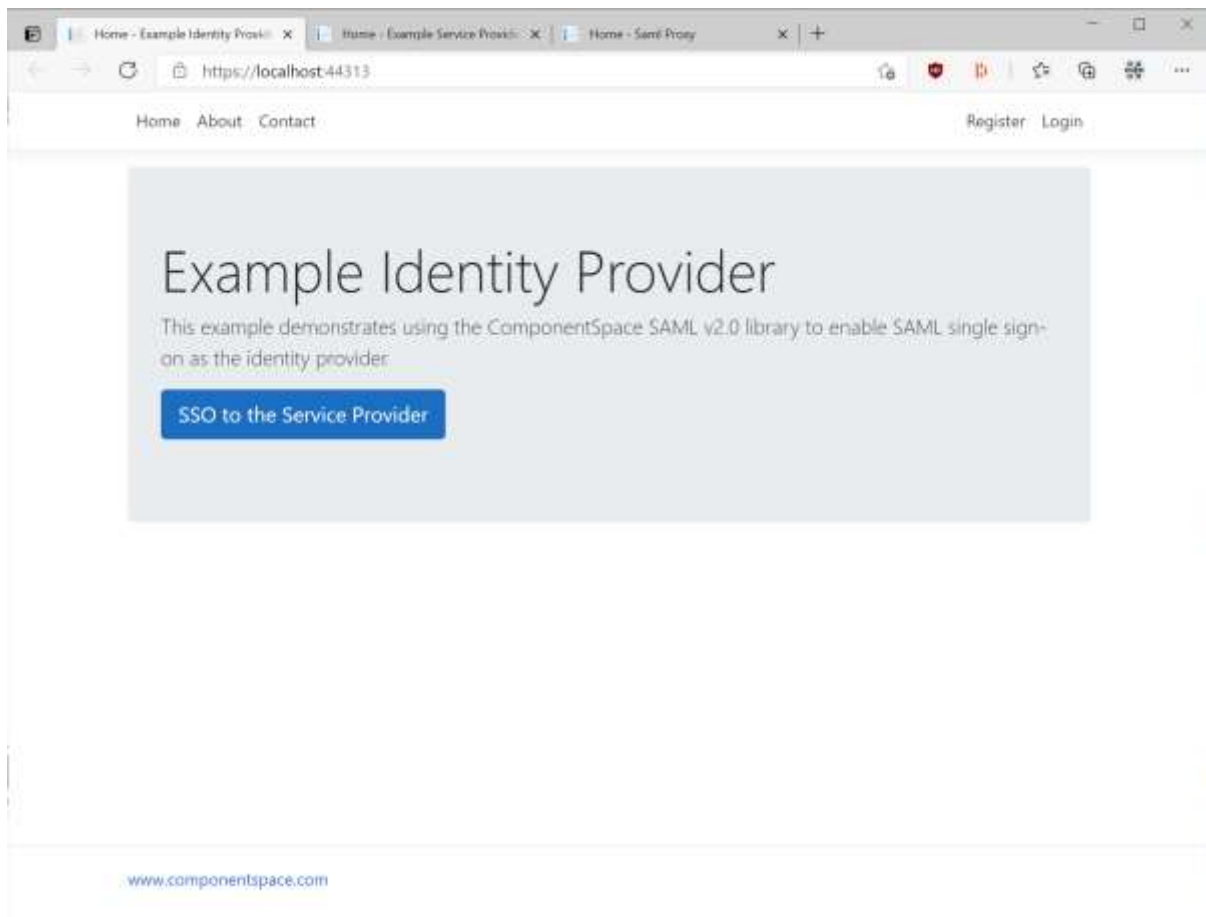 Home - Example Identity Provid
Home - Example Service Provid
Home - Saml Proxy
https://localhost:44313
Home About Contact
Register Login
Example Identity Provider
This example demonstrates using the ComponentSpace SAML v2.0 library to enable SAML single sign-
on as the identity provider.
SSO to the Service Provider
www.componentspace.com